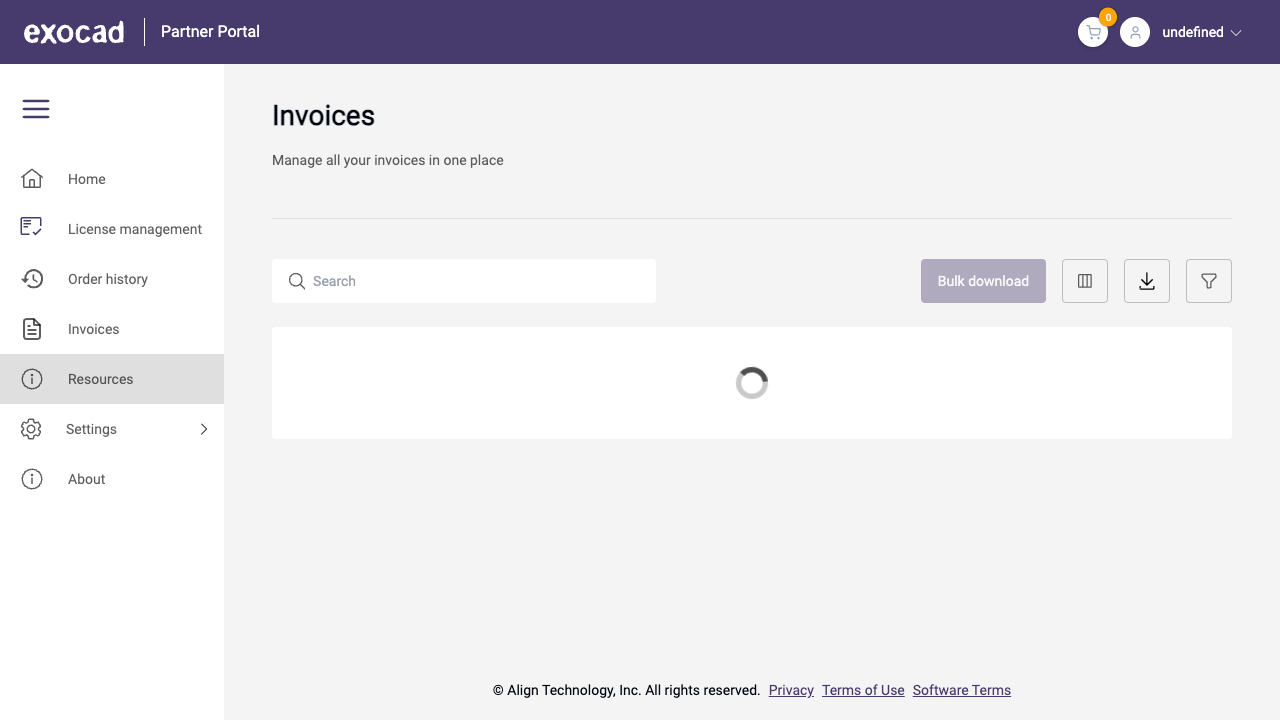 exocad
Partner Portal
0
undefined
Home
License management
Order history
Invoices
Resources
Settings
About
Invoices
Manage all your invoices in one place
Search
Bulk download
© Align Technology, Inc. All rights reserved. Privacy Terms of Use Software Terms